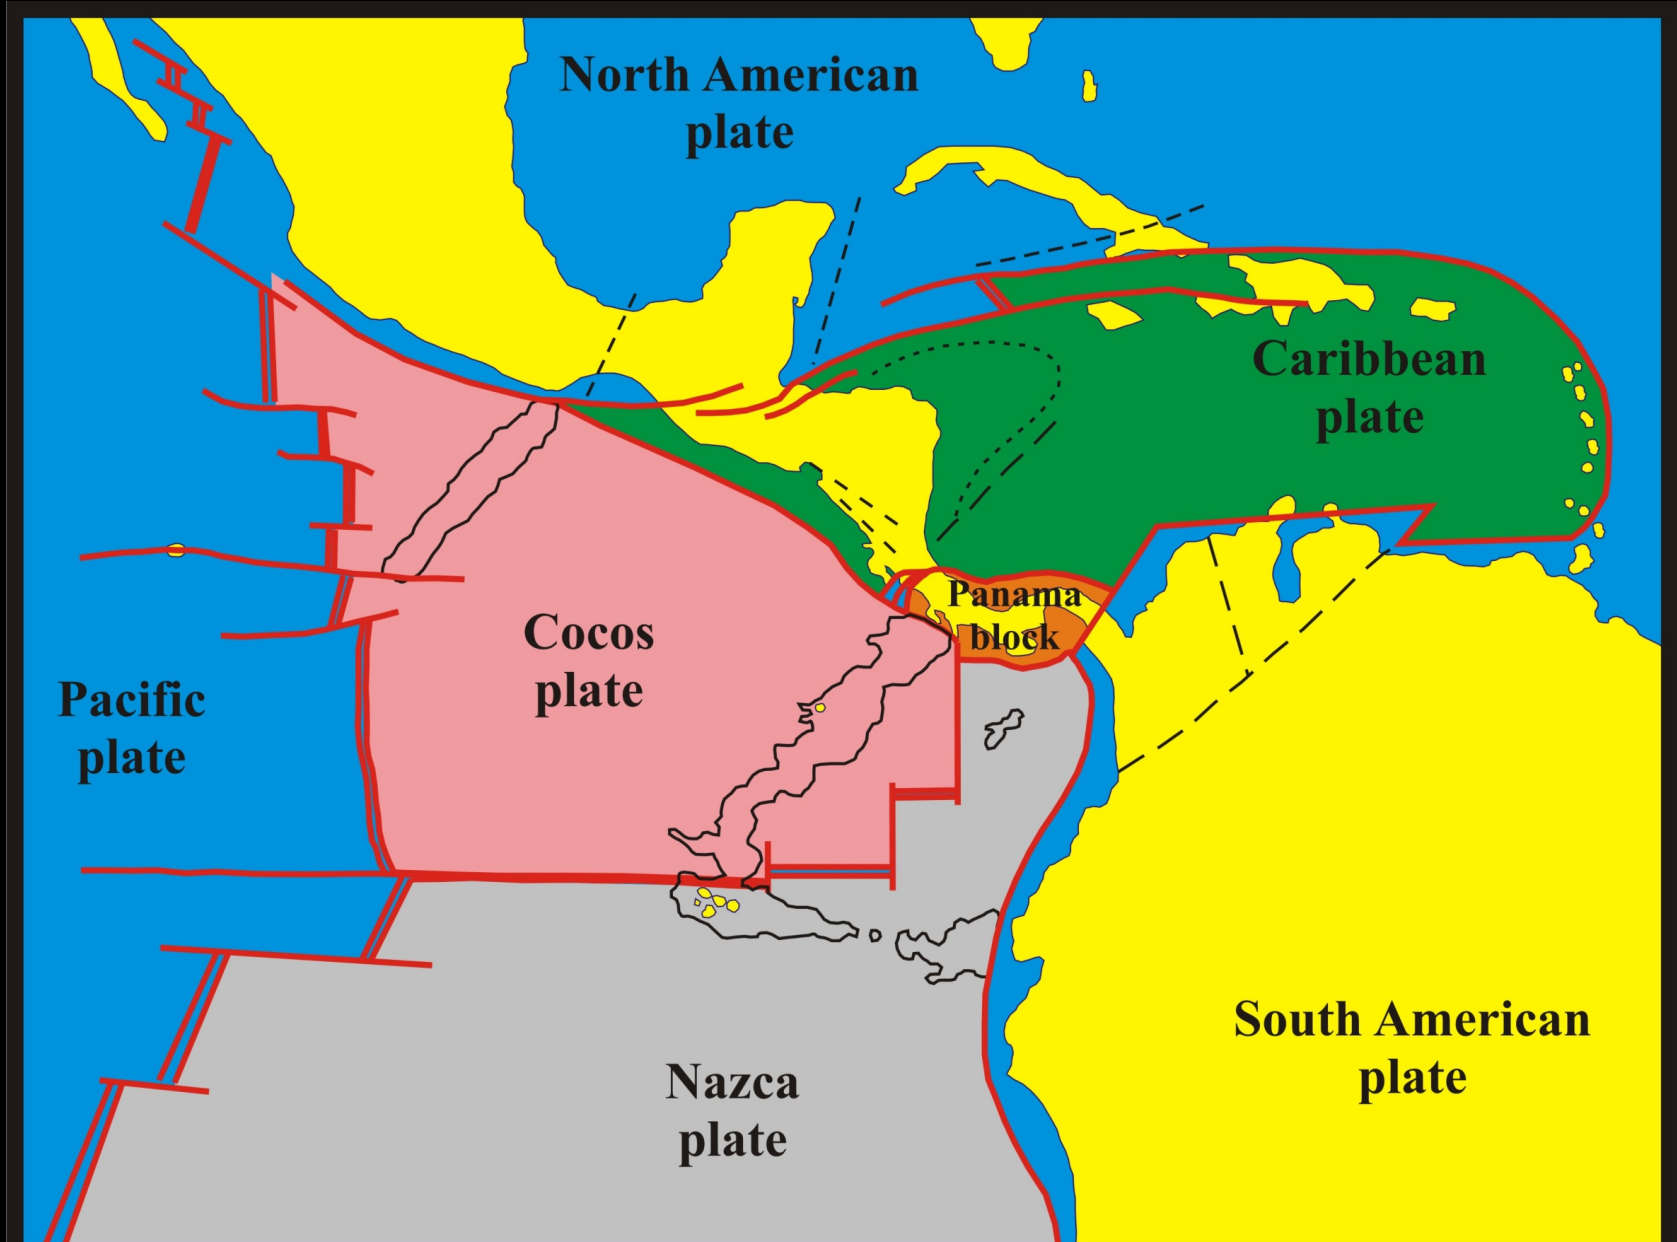 North American
plate
Caribbean
plate
Panama
block
Cocos
plate
Pacific
plate
South American
plate
Nazca
plate